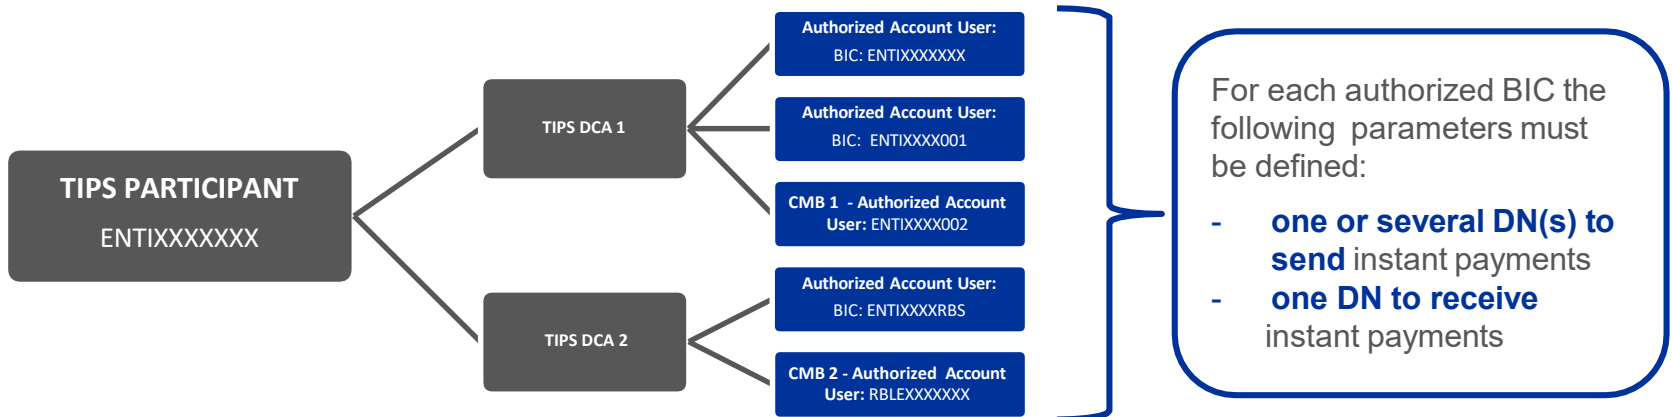 TIPS PARTICIPANT
ENTIXXXXXXX
TIPS DCA 1
TIPS DCA 2
Authorized Account User:
BIC: ENTIXXXXXXX
Authorized Account User:
BIC: ENTIXXXX001
CMB 1 - Authorized Account
User: ENTIXXXX002
Authorized Account User:
BIC: ENTIXXXXRBS
CMB 2 - Authorized Account
User: RBLEXXXXXXX
For each authorized BIC the
following parameters must
be defined:
- one or several DN(s) to
send instant payments
- one DN to receive
instant payments